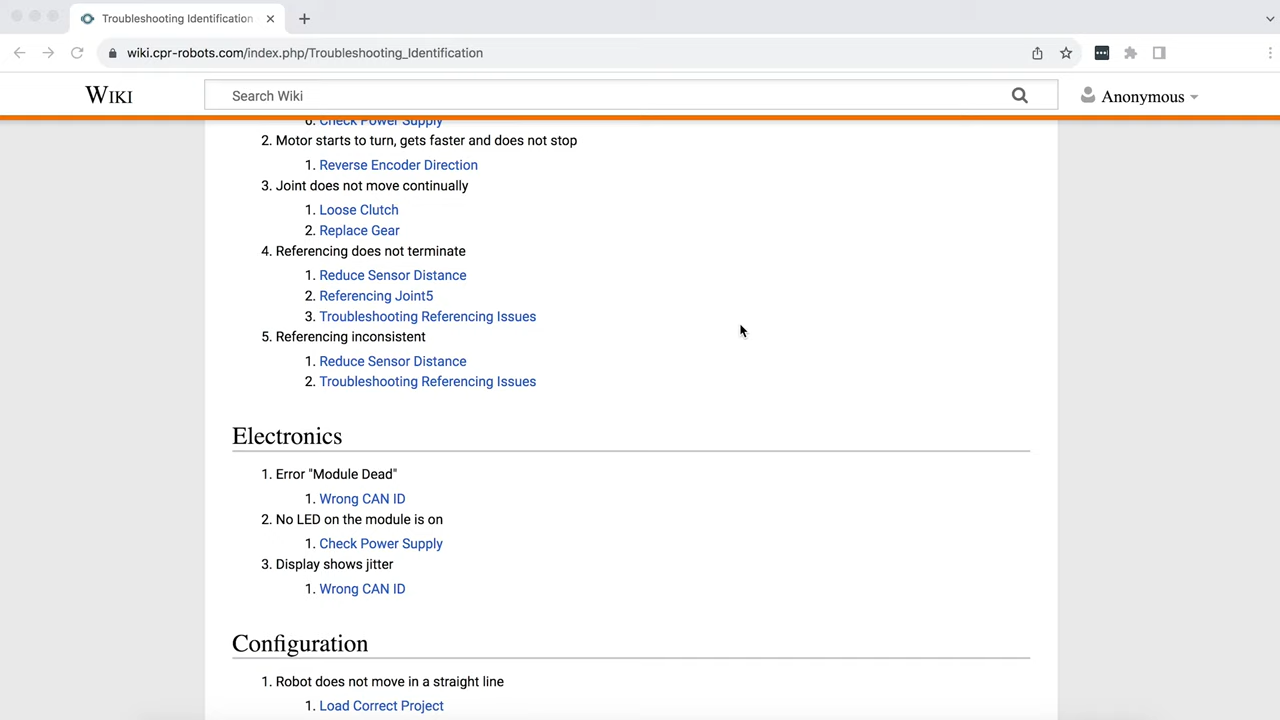 Troubleshooting Identification
wiki.cpr-robots.com/index.php/Troubleshooting_Identification
Wiki
Search Wiki
Anonymous
6. Check Power Supply
2. Motor starts to turn, gets faster and does not stop
1. Reverse Encoder Direction
3. Joint does not move continually
1. Loose Clutch
2. Replace Gear
4. Referencing does not terminate
1. Reduce Sensor Distance
2. Referencing Joint5
3. Troubleshooting Referencing Issues
5. Referencing inconsistent
1. Reduce Sensor Distance
2. Troubleshooting Referencing Issues
Electronics
1. Error "Module Dead"
1. Wrong CAN ID
2. No LED on the module is on
1. Check Power Supply
3. Display shows jitter
1. Wrong CAN ID
Configuration
1. Robot does not move in a straight line
1. Load Correct Project